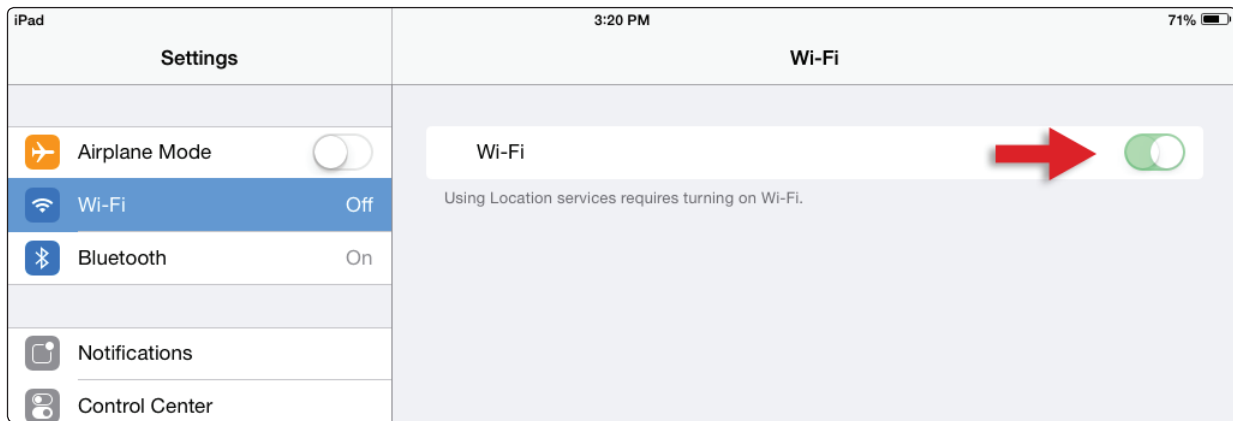 iPad 3:20 PM 71%
Settings Wi-Fi
Airplane Mode
Wi-Fi Off
Bluetooth On
Notifications
Control Center
Wi-Fi
Using Location services requires turning on Wi-Fi.